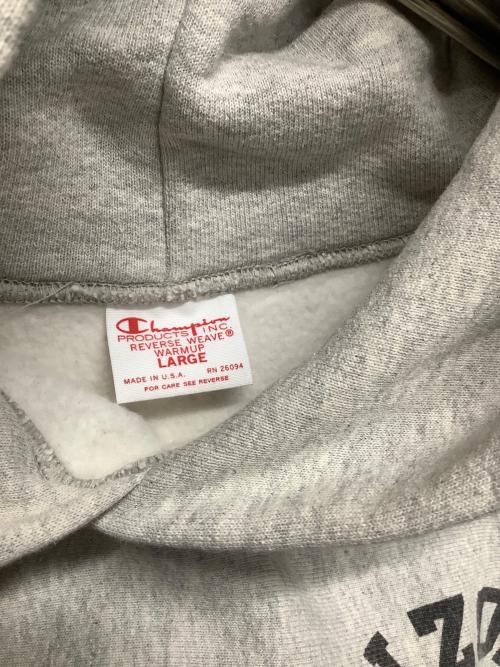 Champion
PRODUCTS INC.
REVERSE WEAVE®
WARMUP
LARGE
MADE IN U.S.A. RN 26094
FOR CARE SEE REVERSE